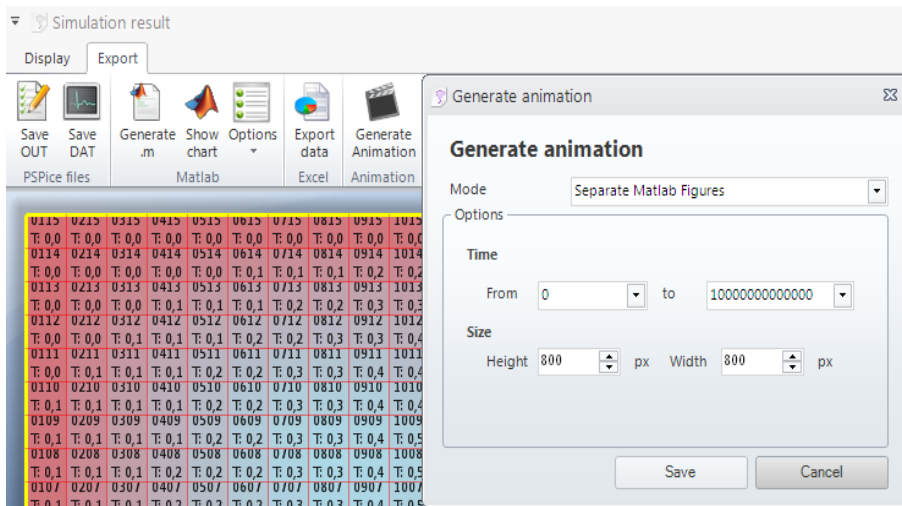 Simulation result
Display Export
Save OUT
Save DAT
Generate .m
Show chart
Options
Export data
Generate Animation
PSPice files Matlab Excel Animation
0115 0215 0315 0415 0515 0615 0715 0815 0915 1015
T: 0,0 T: 0,0 T: 0,0 T: 0,0 T: 0,0 T: 0,0 T: 0,0 T: 0,0 T: 0,0 T: 0,0
0114 0214 0314 0414 0514 0614 0714 0814 0914 1014
T: 0,0 T: 0,0 T: 0,0 T: 0,0 T: 0,0 T: 0,1 T: 0,1 T: 0,1 T: 0,2 T: 0,2
0113 0213 0313 0413 0513 0613 0713 0813 0913 1013
T: 0,0 T: 0,0 T: 0,0 T: 0,1 T: 0,1 T: 0,1 T: 0,2 T: 0,2 T: 0,3 T: 0,3
0112 0212 0312 0412 0512 0612 0712 0812 0912 1012
T: 0,0 T: 0,0 T: 0,1 T: 0,1 T: 0,1 T: 0,2 T: 0,2 T: 0,3 T: 0,3 T: 0,4
0111 0211 0311 0411 0511 0611 0711 0811 0911 1011
T: 0,0 T: 0,1 T: 0,1 T: 0,1 T: 0,2 T: 0,2 T: 0,3 T: 0,3 T: 0,4 T: 0,4
0110 0210 0310 0410 0510 0610 0710 0810 0910 1010
T: 0,1 T: 0,1 T: 0,1 T: 0,1 T: 0,2 T: 0,2 T: 0,3 T: 0,3 T: 0,4 T: 0,4
0109 0209 0309 0409 0509 0609 0709 0809 0909 1009
T: 0,1 T: 0,1 T: 0,1 T: 0,1 T: 0,2 T: 0,2 T: 0,3 T: 0,3 T: 0,4 T: 0,5
0108 0208 0308 0408 0508 0608 0708 0808 0908 1008
T: 0,1 T: 0,1 T: 0,1 T: 0,2 T: 0,2 T: 0,2 T: 0,3 T: 0,3 T: 0,4 T: 0,5
0107 0207 0307 0407 0507 0607 0707 0807 0907 1007
Generate animation
Generate animation
Mode Separate Matlab Figures
Options
Time
From 0 to 10000000000000
Size
Height 800 px Width 800 px
Save Cancel